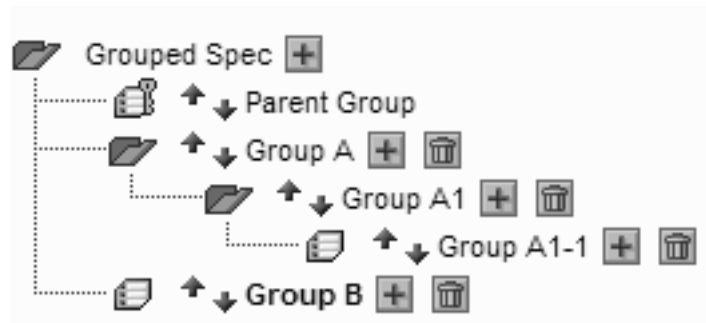 Grouped Spec
Parent Group
Group A
Group A1
Group A1-1
Group B